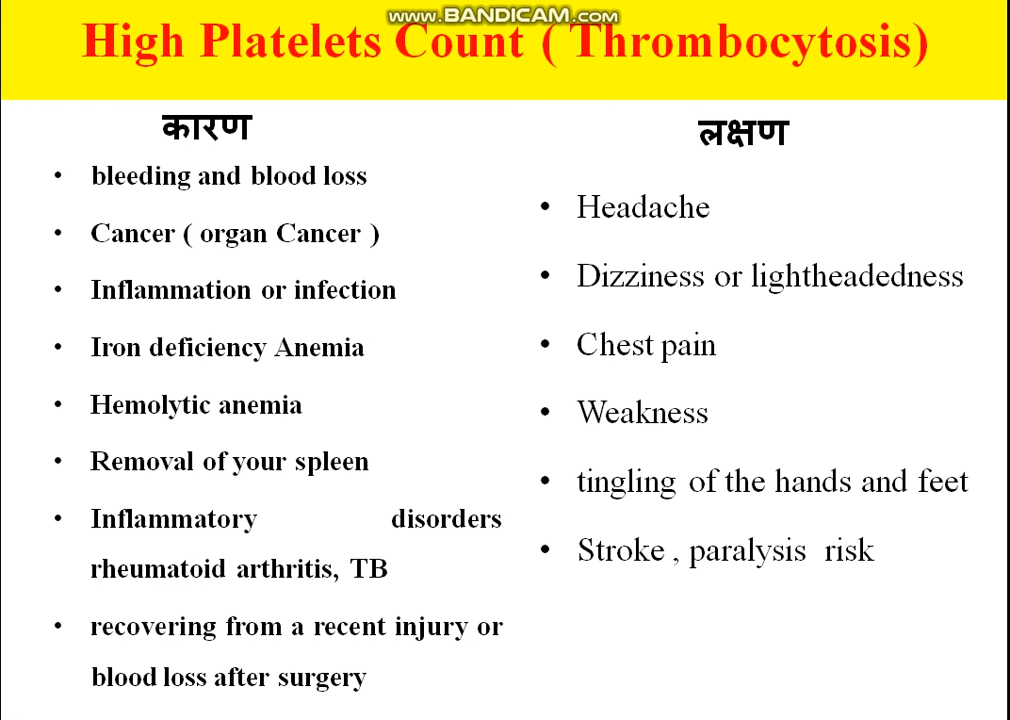 www.BANDICAM.com
High Platelets Count ( Thrombocytosis)
कारण
• bleeding and blood loss
• Cancer ( organ Cancer )
• Inflammation or infection
• Iron deficiency Anemia
• Hemolytic anemia
• Removal of your spleen
• Inflammatory disorders
rheumatoid arthritis, TB
• recovering from a recent injury or
blood loss after surgery
लक्षण
• Headache
• Dizziness or lightheadedness
• Chest pain
• Weakness
• tingling of the hands and feet
• Stroke , paralysis risk